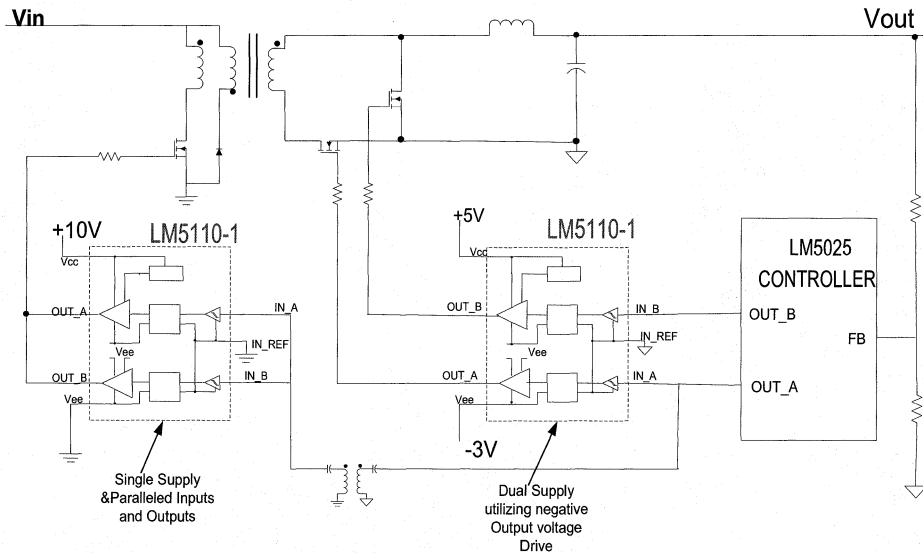 Vin
Vout
+10V
LM5110-1
Vcc
OUT_A
IN_A
IN_REF
Vee
OUT_B
IN_B
Vee
Single Supply
&Paralleled Inputs
and Outputs
+5V
LM5110-1
Vcc
OUT_B
IN_B
IN_REF
Vee
OUT_A
IN_A
Vee
-3V
Dual Supply
utilizing negative
Output voltage
Drive
LM5025
CONTROLLER
OUT_B
FB
OUT_A